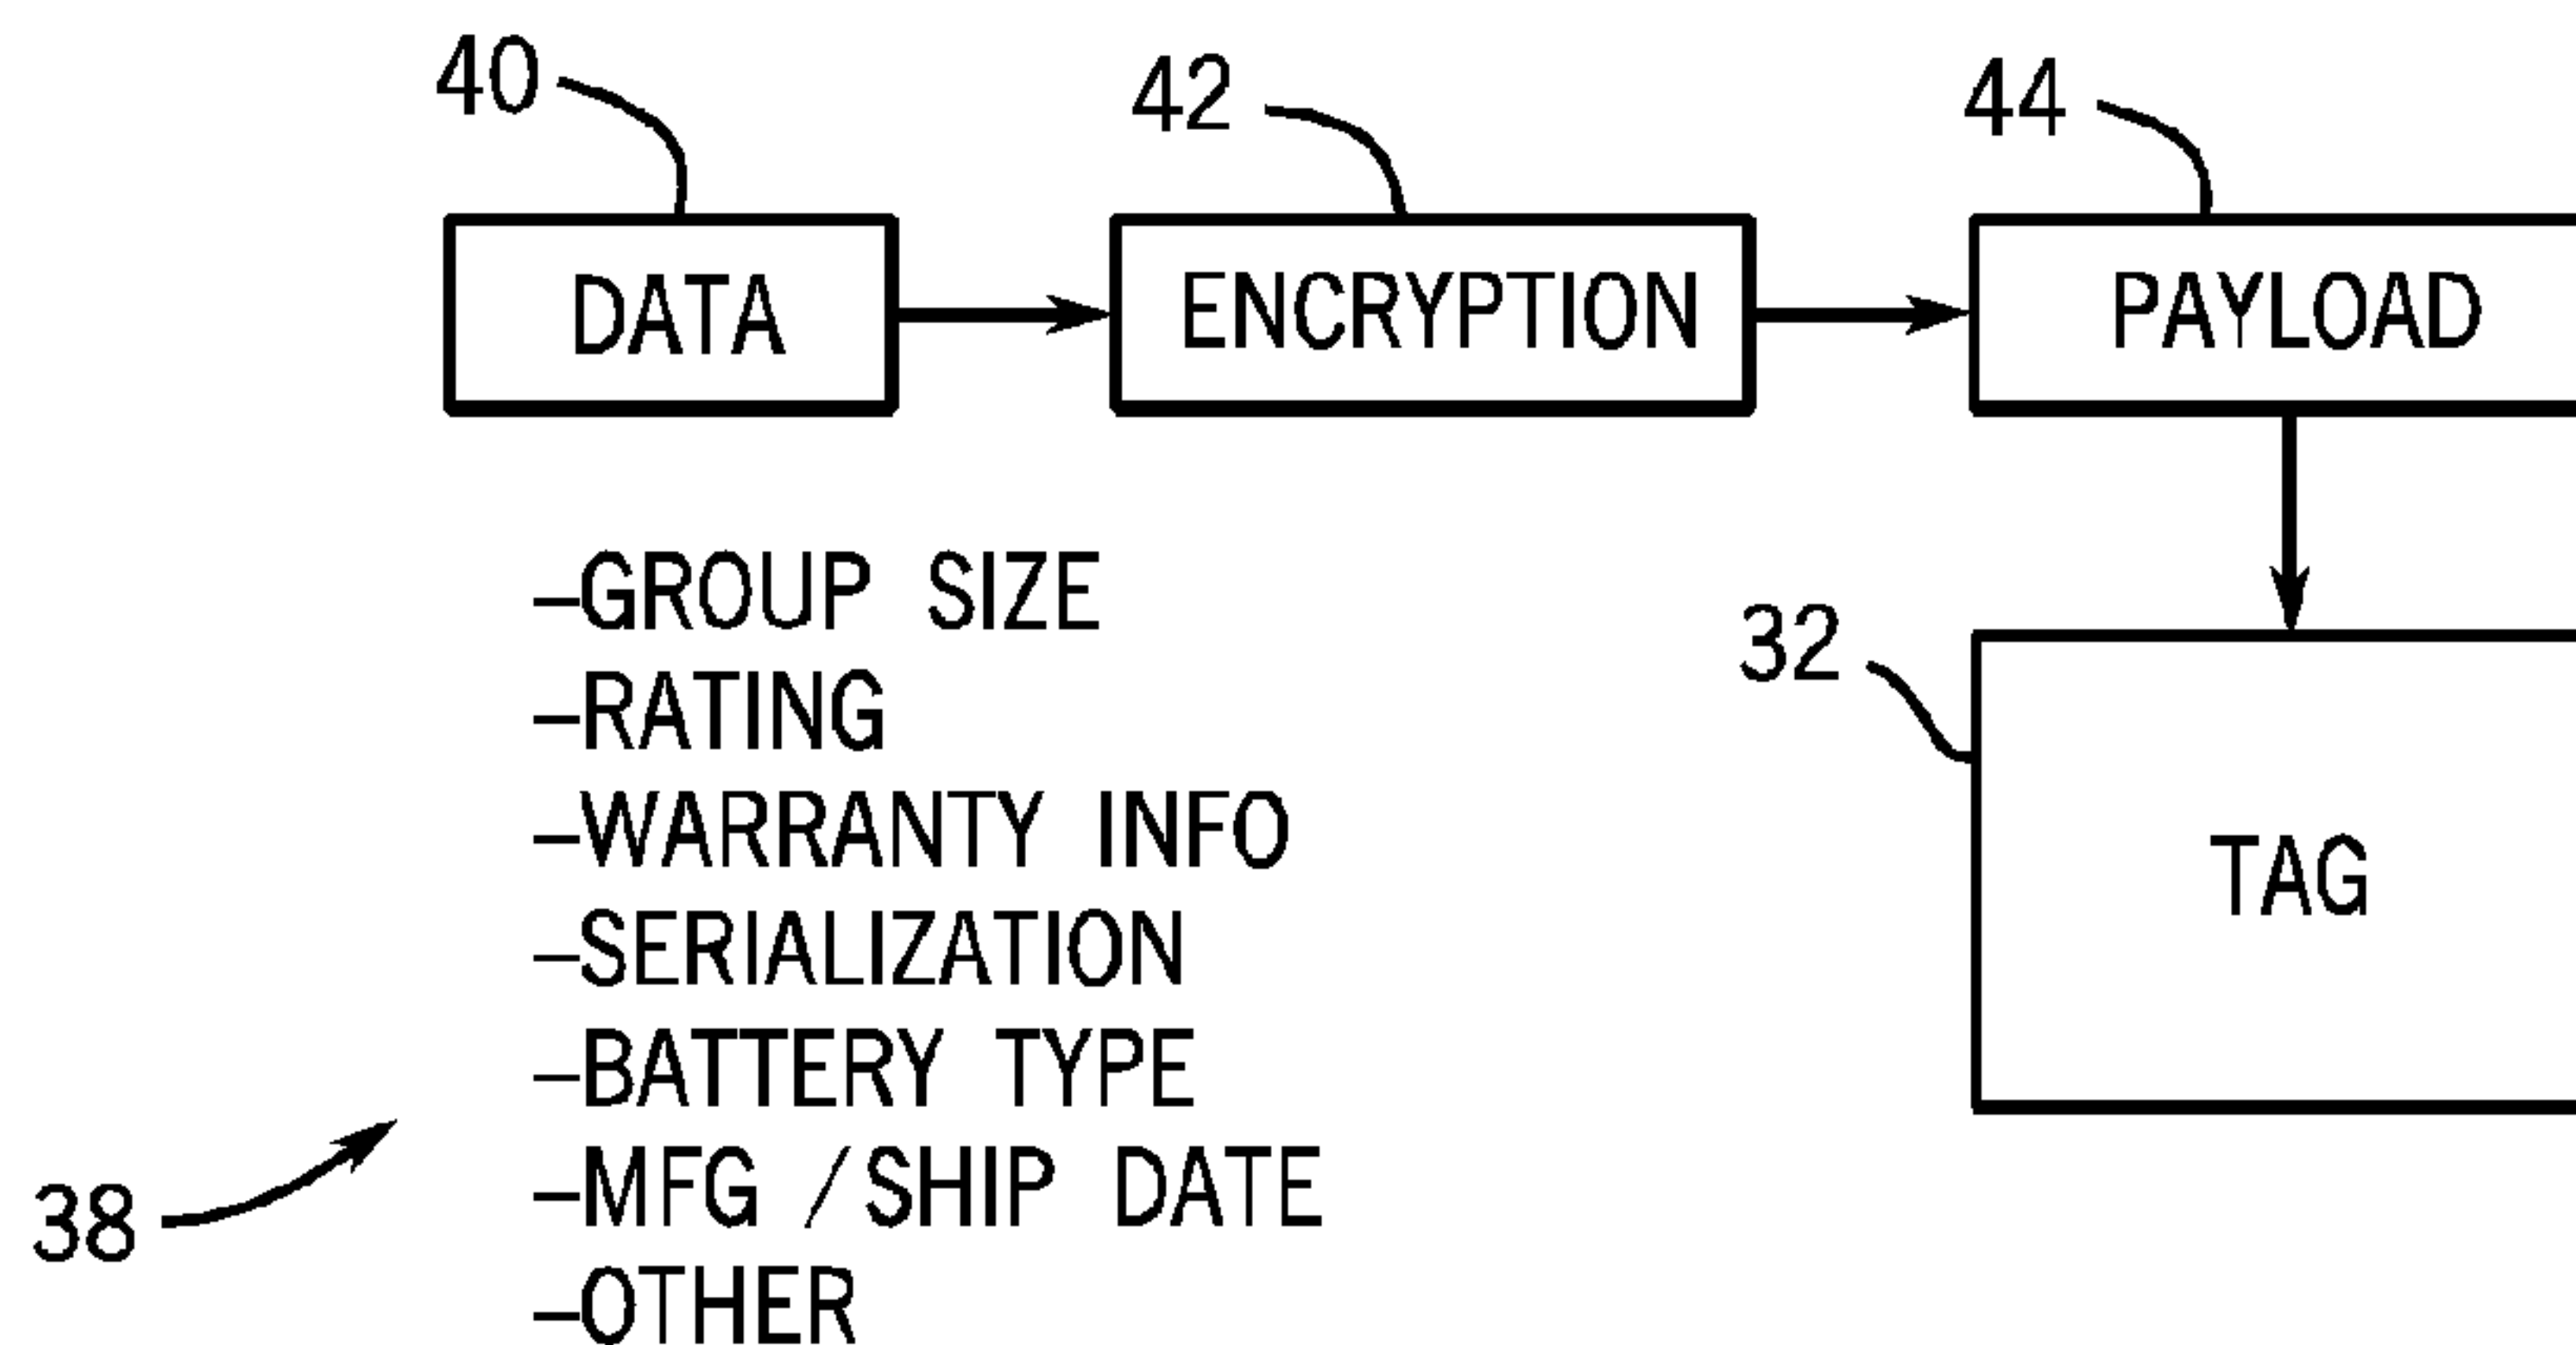 40
42
44
DATA
ENCRYPTION
PAYLOAD
-GROUP SIZE
-RATING
-WARRANTY INFO
-SERIALIZATION
-BATTERY TYPE
-MFG /SHIP DATE
-OTHER
32
TAG
38